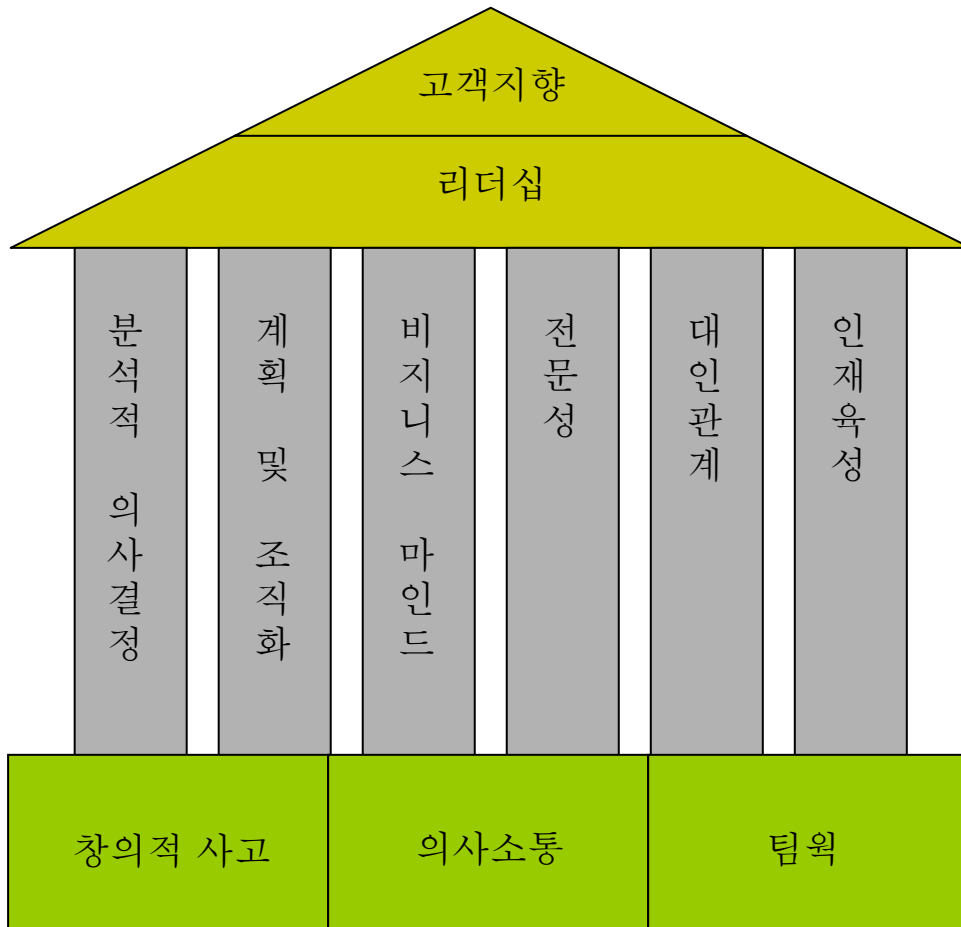 고객지향
리더십
분석적 의사결정
계획 및 조직화
비지니스 마인드
전문성
대인관계
인재육성
창의적 사고
의사소통
팀웍